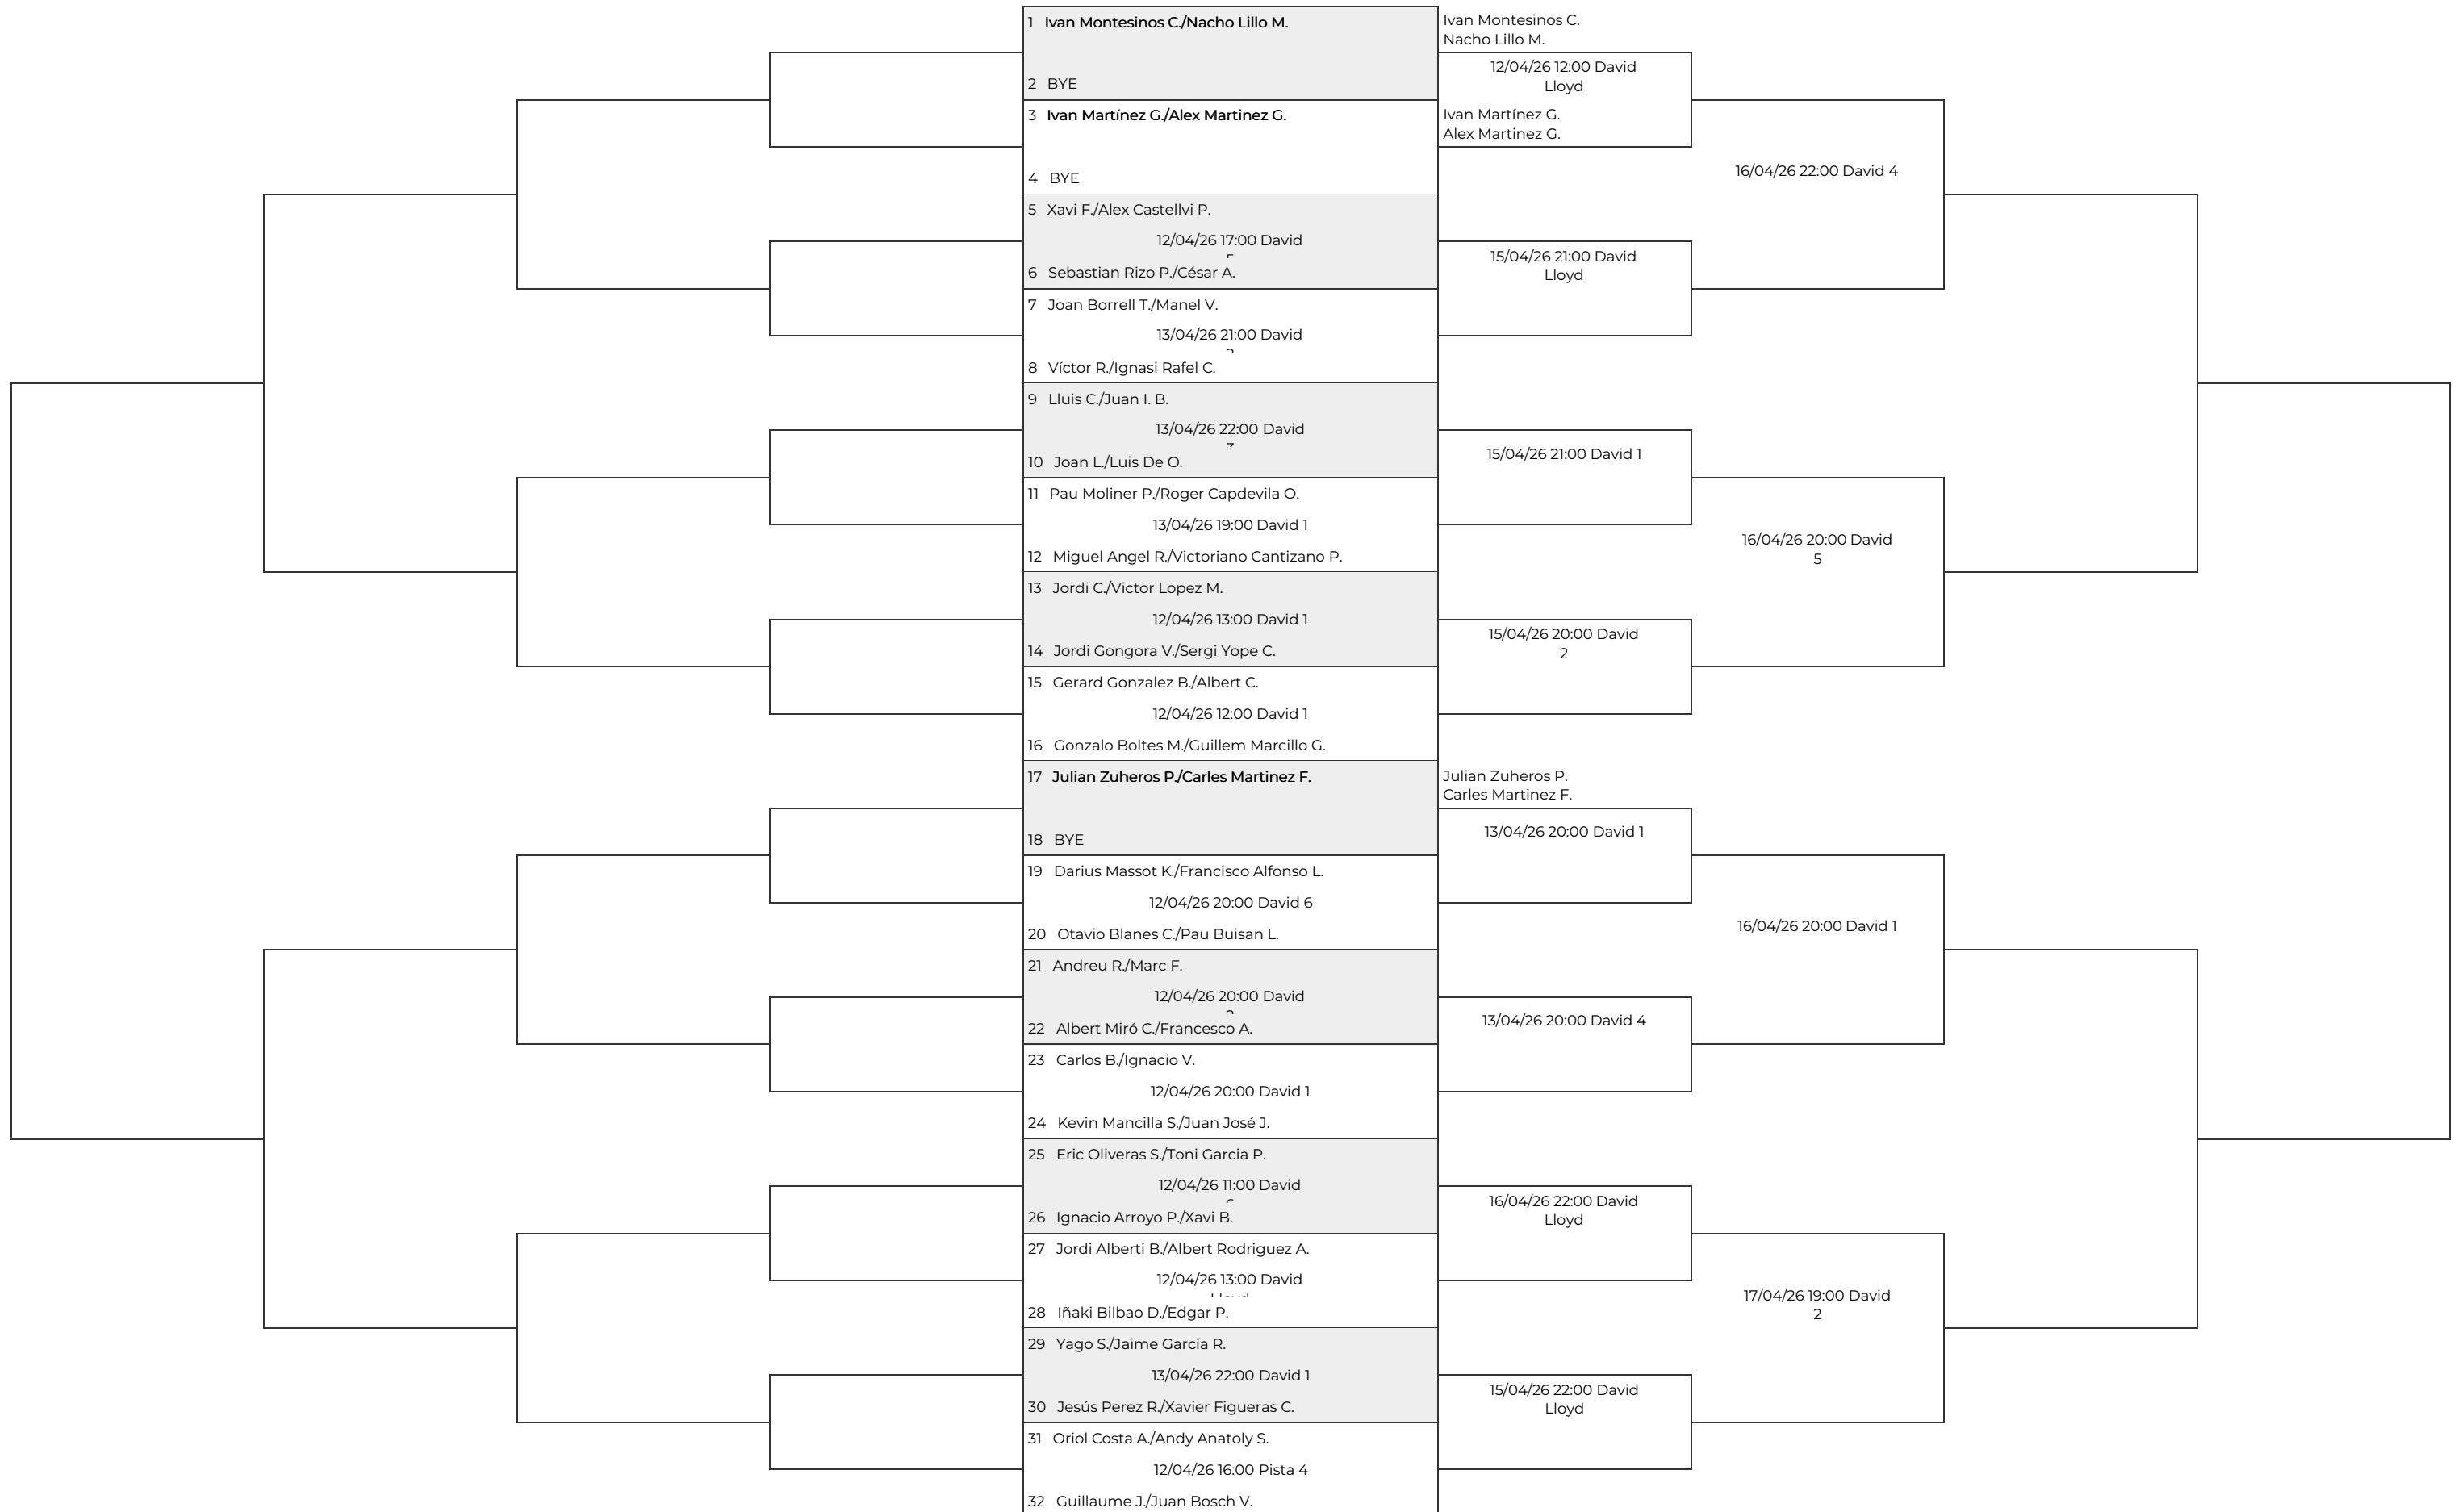 1 Ivan Montesinos C./Nacho Lillo M.
2 BYE
3 Ivan Martínez G./Alex Martinez G.
4 BYE
5 Xavi F./Alex Castellvi P.
12/04/26 17:00 David
6 Sebastian Rizo P./César A.
7 Joan Borrell T./Manel V.
13/04/26 21:00 David
8 Víctor R./Ignasi Rafel C.
9 Lluis C./Juan I. B.
13/04/26 22:00 David
10 Joan L./Luis De O.
11 Pau Moliner P./Roger Capdevila O.
13/04/26 19:00 David 1
12 Miguel Angel R./Victoriano Cantizano P.
13 Jordi C./Victor Lopez M.
12/04/26 13:00 David 1
14 Jordi Gongora V./Sergi Yope C.
15 Gerard Gonzalez B./Albert C.
12/04/26 12:00 David 1
16 Gonzalo Boltes M./Guillem Marcillo G.
17 Julian Zuheros P./Carles Martinez F.
18 BYE
19 Darius Massot K./Francisco Alfonso L.
12/04/26 20:00 David 6
20 Otavio Blanes C./Pau Buisan L.
21 Andreu R./Marc F.
12/04/26 20:00 David
22 Albert Miró C./Francesco A.
23 Carlos B./Ignacio V.
12/04/26 20:00 David 1
24 Kevin Mancilla S./Juan José J.
25 Eric Oliveras S./Toni Garcia P.
12/04/26 11:00 David
26 Ignacio Arroyo P./Xavi B.
27 Jordi Alberti B./Albert Rodriguez A.
12/04/26 13:00 David
28 Iñaki Bilbao D./Edgar P.
29 Yago S./Jaime García R.
13/04/26 22:00 David 1
30 Jesús Perez R./Xavier Figueras C.
31 Oriol Costa A./Andy Anatoly S.
12/04/26 16:00 Pista 4
32 Guillaume J./Juan Bosch V.
Ivan Montesinos C.
Nacho Lillo M.
12/04/26 12:00 David
Lloyd
Ivan Martínez G.
Alex Martinez G.
15/04/26 21:00 David
Lloyd
15/04/26 21:00 David 1
15/04/26 20:00 David
2
Julian Zuheros P.
Carles Martinez F.
13/04/26 20:00 David 1
13/04/26 20:00 David 4
16/04/26 22:00 David
Lloyd
15/04/26 22:00 David
Lloyd
16/04/26 22:00 David 4
16/04/26 20:00 David
5
16/04/26 20:00 David 1
17/04/26 19:00 David
2